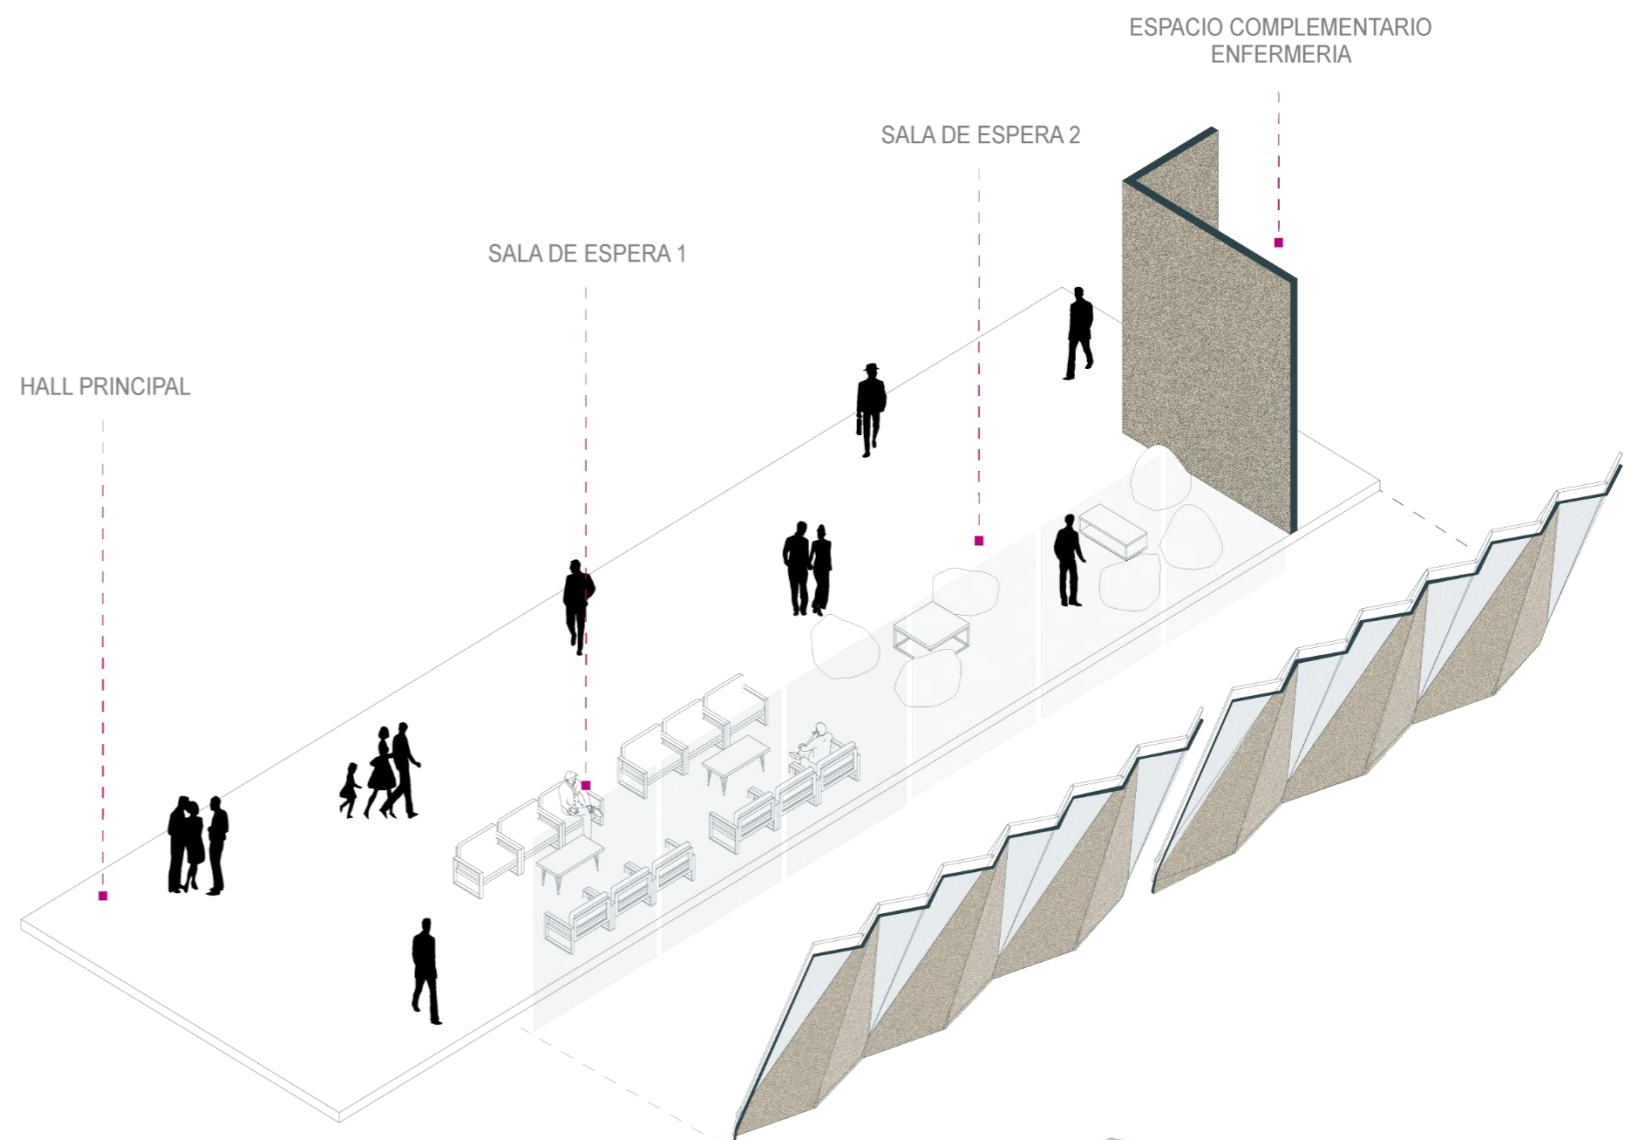 ESPACIO COMPLEMENTARIO
ENFERMERIA
SALA DE ESPERA 2
SALA DE ESPERA 1
HALL PRINCIPAL